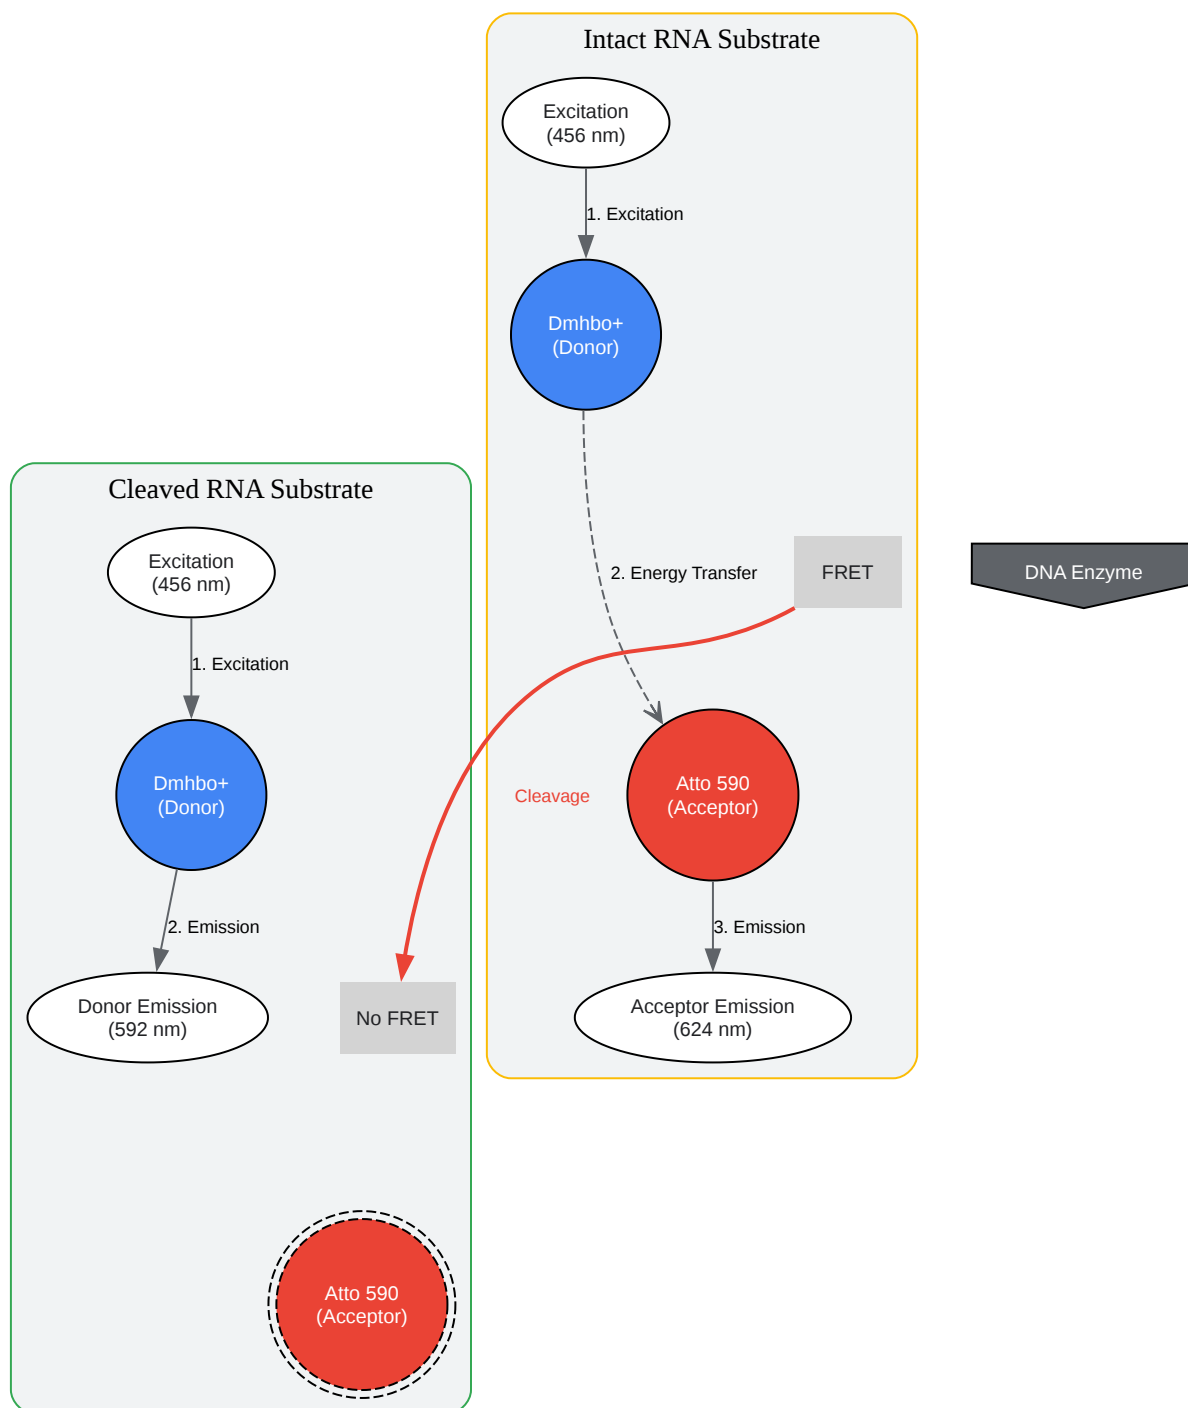 Intact RNA Substrate
Excitation
(456 nm)
1. Excitation
Dmhbo+
(Donor)
2. Energy Transfer
FRET
Cleavage
Atto 590
(Acceptor)
3. Emission
Acceptor Emission
(624 nm)
DNA Enzyme
Cleaved RNA Substrate
Excitation
(456 nm)
1. Excitation
Dmhbo+
(Donor)
2. Emission
Donor Emission
(592 nm)
No FRET
Atto 590
(Acceptor)